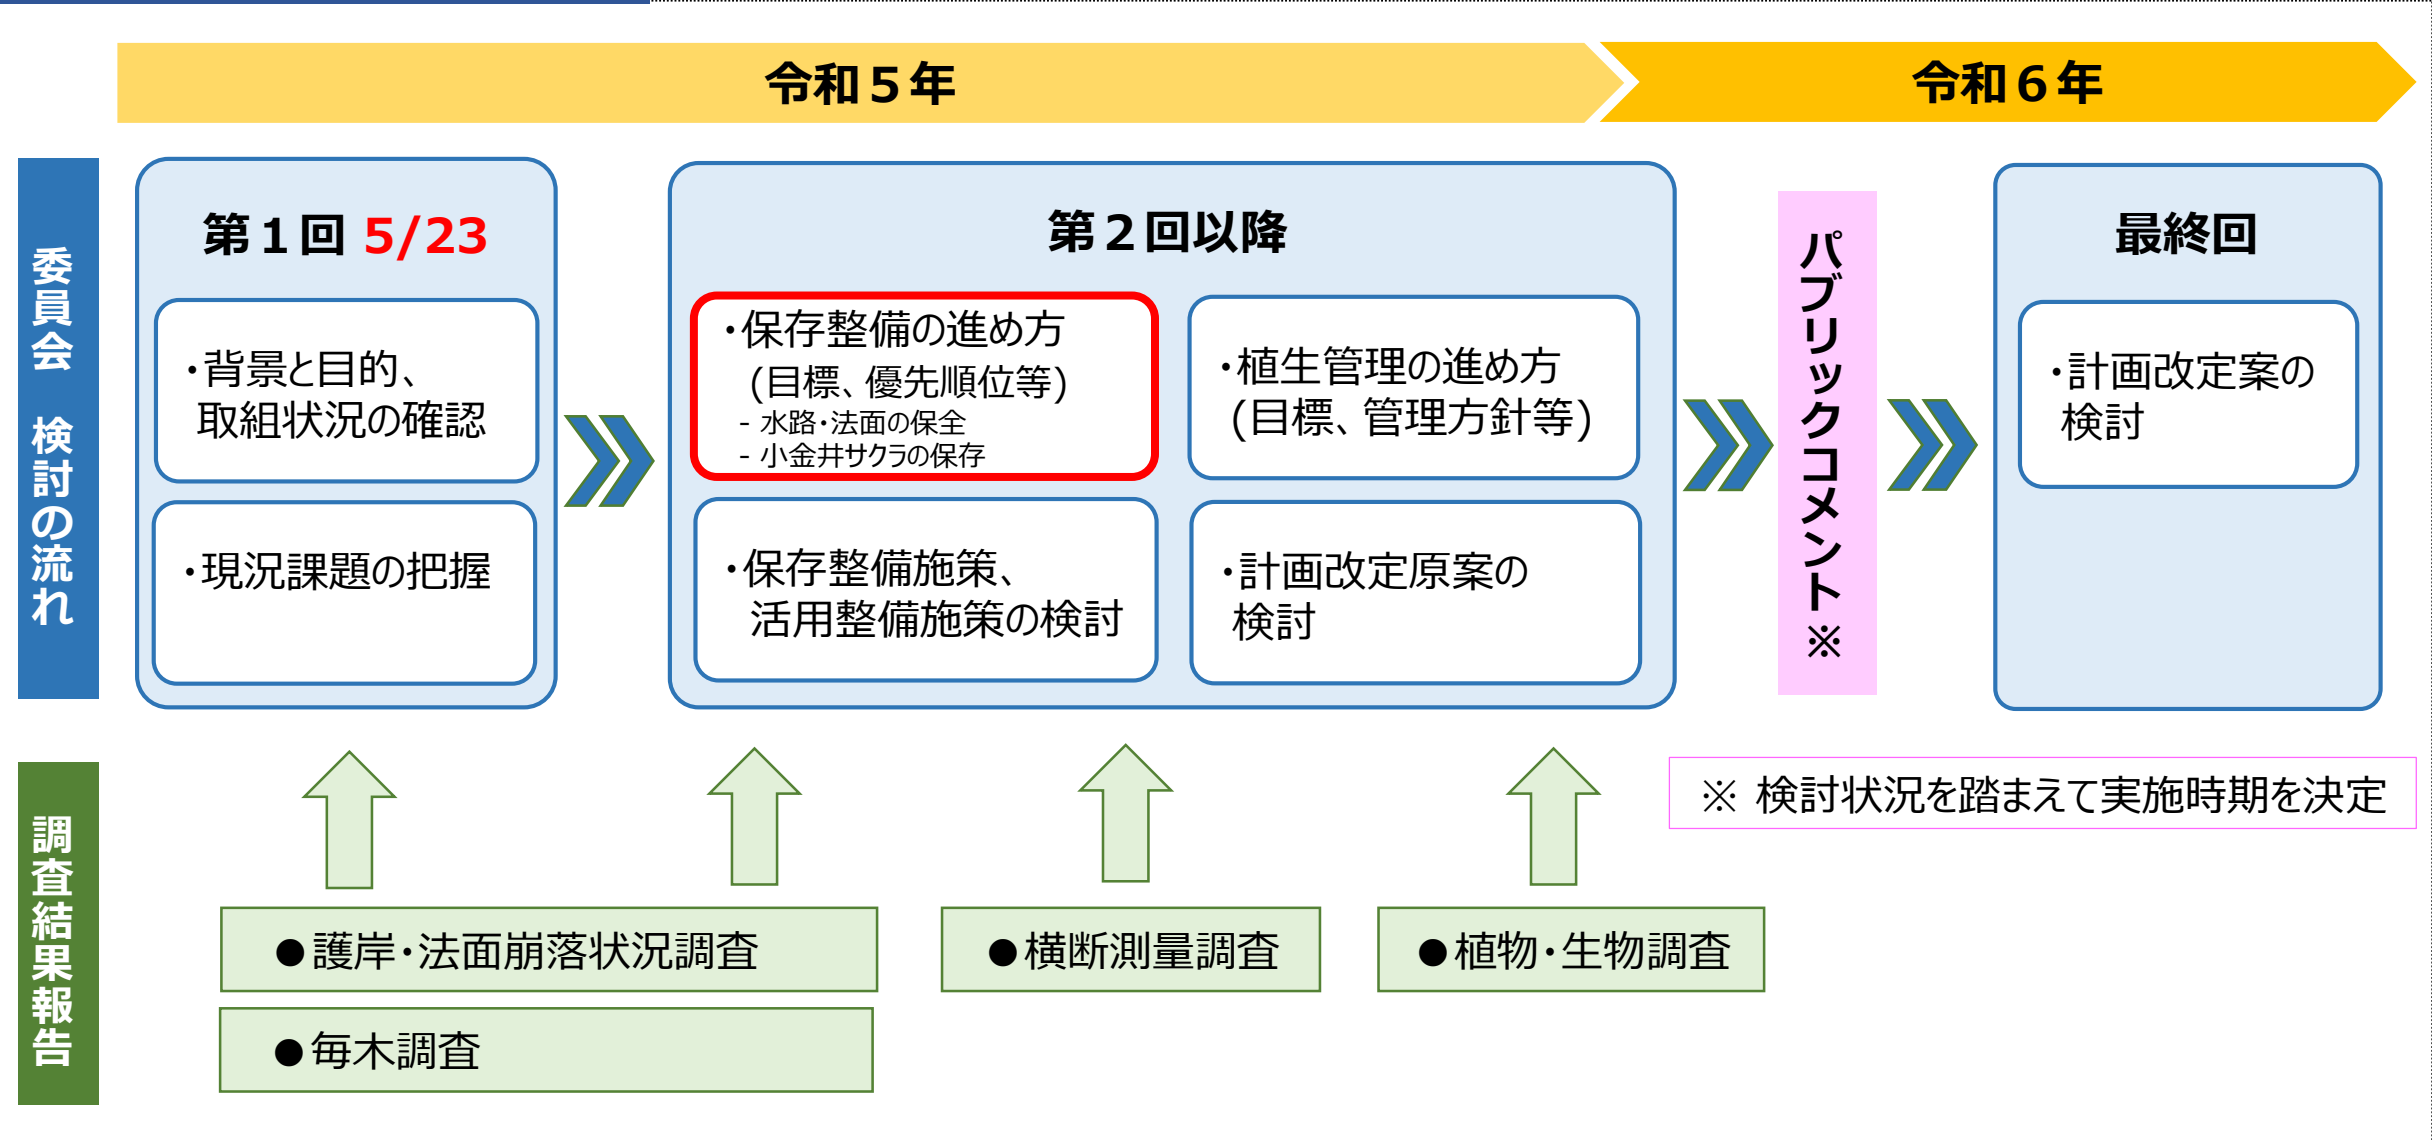 令和５年
令和６年
委員会　検討の流れ
第１回 5/23
・背景と目的、
取組状況の確認
・現況課題の把握
第２回以降
・保存整備の進め方
(目標、優先順位等)
- 水路・法面の保全
- 小金井サクラの保存
・植生管理の進め方
(目標、管理方針等)
・保存整備施策、
活用整備施策の検討
・計画改定原案の
検討
パブリックコメント※
最終回
・計画改定案の
検討
※ 検討状況を踏まえて実施時期を決定
調査結果報告
●護岸・法面崩落状況調査
●毎木調査
●横断測量調査
●植物・生物調査